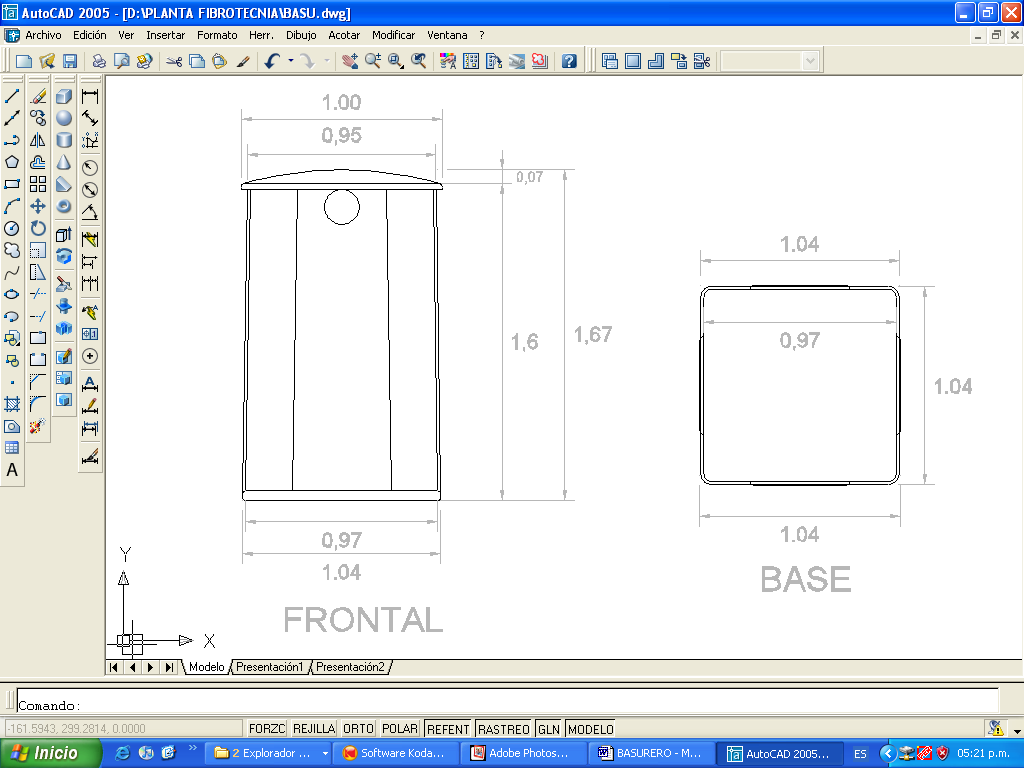 AutoCAD 2005 - [D:\PLANTA FIBROTECNIA\BASU.dwg]
Archivo Edición Ver Insertar Formato Herr. Dibujo Acotar Modificar Ventana ?
1.00
0,95
0,07
1,6
1,67
0,97
1.04
FRONTAL
1.04
0,97
1.04
1.04
BASE
Y
X
A
Modelo Presentación1 Presentación2
Comando:
-161.5943, 299.2814, 0.0000 FORZC REJILLA ORTO POLAR REFENT RASTREO GLN MODELO
Inicio 2 Explorador ... Software Koda... Adobe Photos... BASURERO - M... AutoCAD 2005... ES 05:21 p.m.